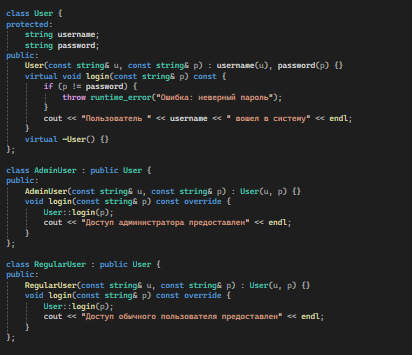 class User {
protected:
    string username;
    string password;
public:
    User(const string& u, const string& p) : username(u), password(p) {}
    virtual void login(const string& p) const {
        if (p != password) {
            throw runtime_error("Ошибка: неверный пароль");
        }
        cout << "Пользователь " << username << " вошел в систему" << endl;
    }
    virtual ~User() {}
};

class AdminUser : public User {
public:
    AdminUser(const string& u, const string& p) : User(u, p) {}
    void login(const string& p) const override {
        User::login(p);
        cout << "Доступ администратора предоставлен" << endl;
    }
};

class RegularUser : public User {
public:
    RegularUser(const string& u, const string& p) : User(u, p) {}
    void login(const string& p) const override {
        User::login(p);
        cout << "Доступ обычного пользователя предоставлен" << endl;
    }
};